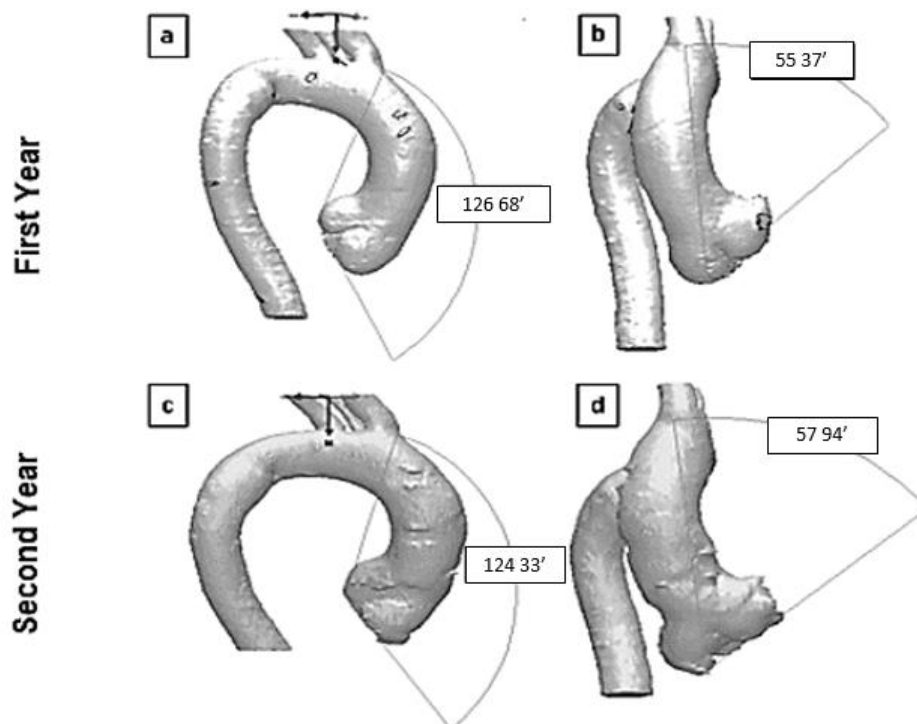 First Year
a
126 68′
b
55 37′
Second Year
c
124 33′
d
57 94′